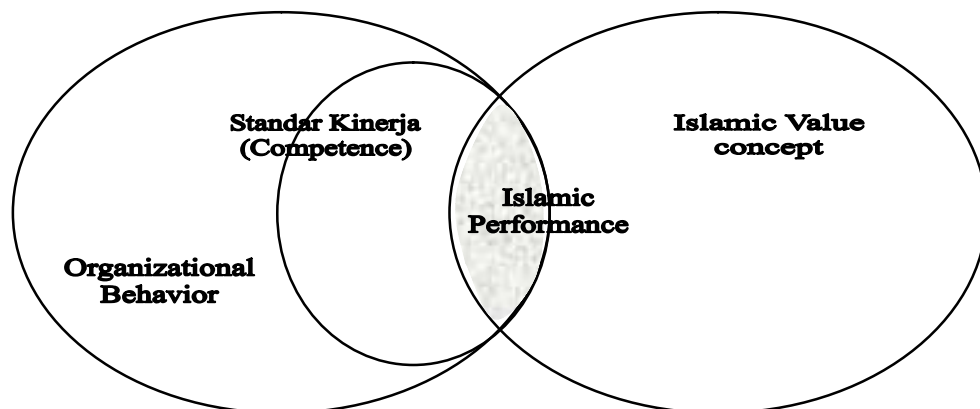 Standar Kinerja
(Competence)
Islamic Value
concept
Islamic
Performance
Organizational
Behavior